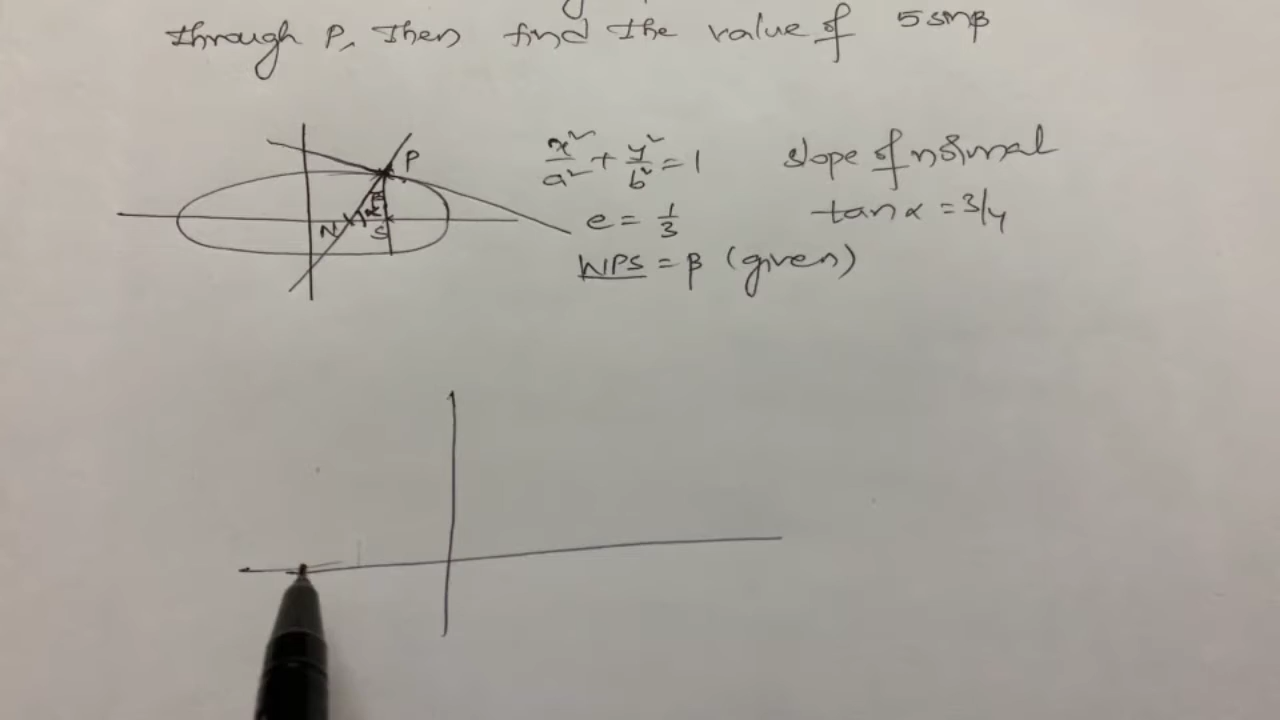 through P, then find the value of 5 sinβ
P
N α S
x²/a² + y²/b² = 1
e = 1/3
NPS = β (given)
slope of normal
tan α = 3/4